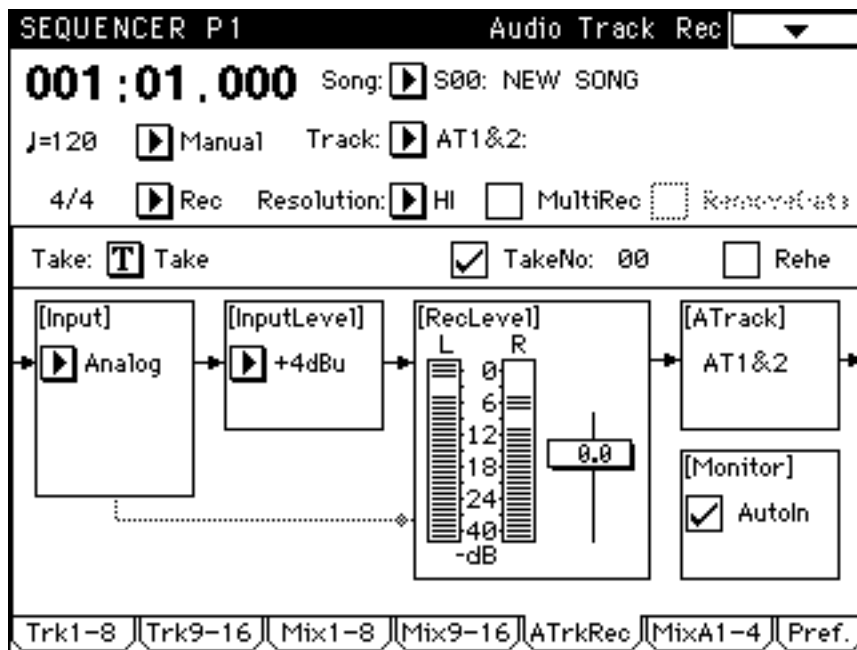 SEQUENCER P1 Audio Track Rec
001:01.000 Song: S00: NEW SONG
♩=120 Manual Track: AT1&2:
4/4 Rec Resolution: HI MultiRec RemoveData
Take: T Take TakeNo: 00 Rehe
[Input] [InputLevel] [RecLevel] [ATrack]
L R
Analog +4dBu 0 AT1&2
6
12
0.0
18 [Monitor]
24 AutoIn
40
-dB
Trk1-8 Trk9-16 Mix1-8 Mix9-16 ATrkRec MixA1-4 Pref.